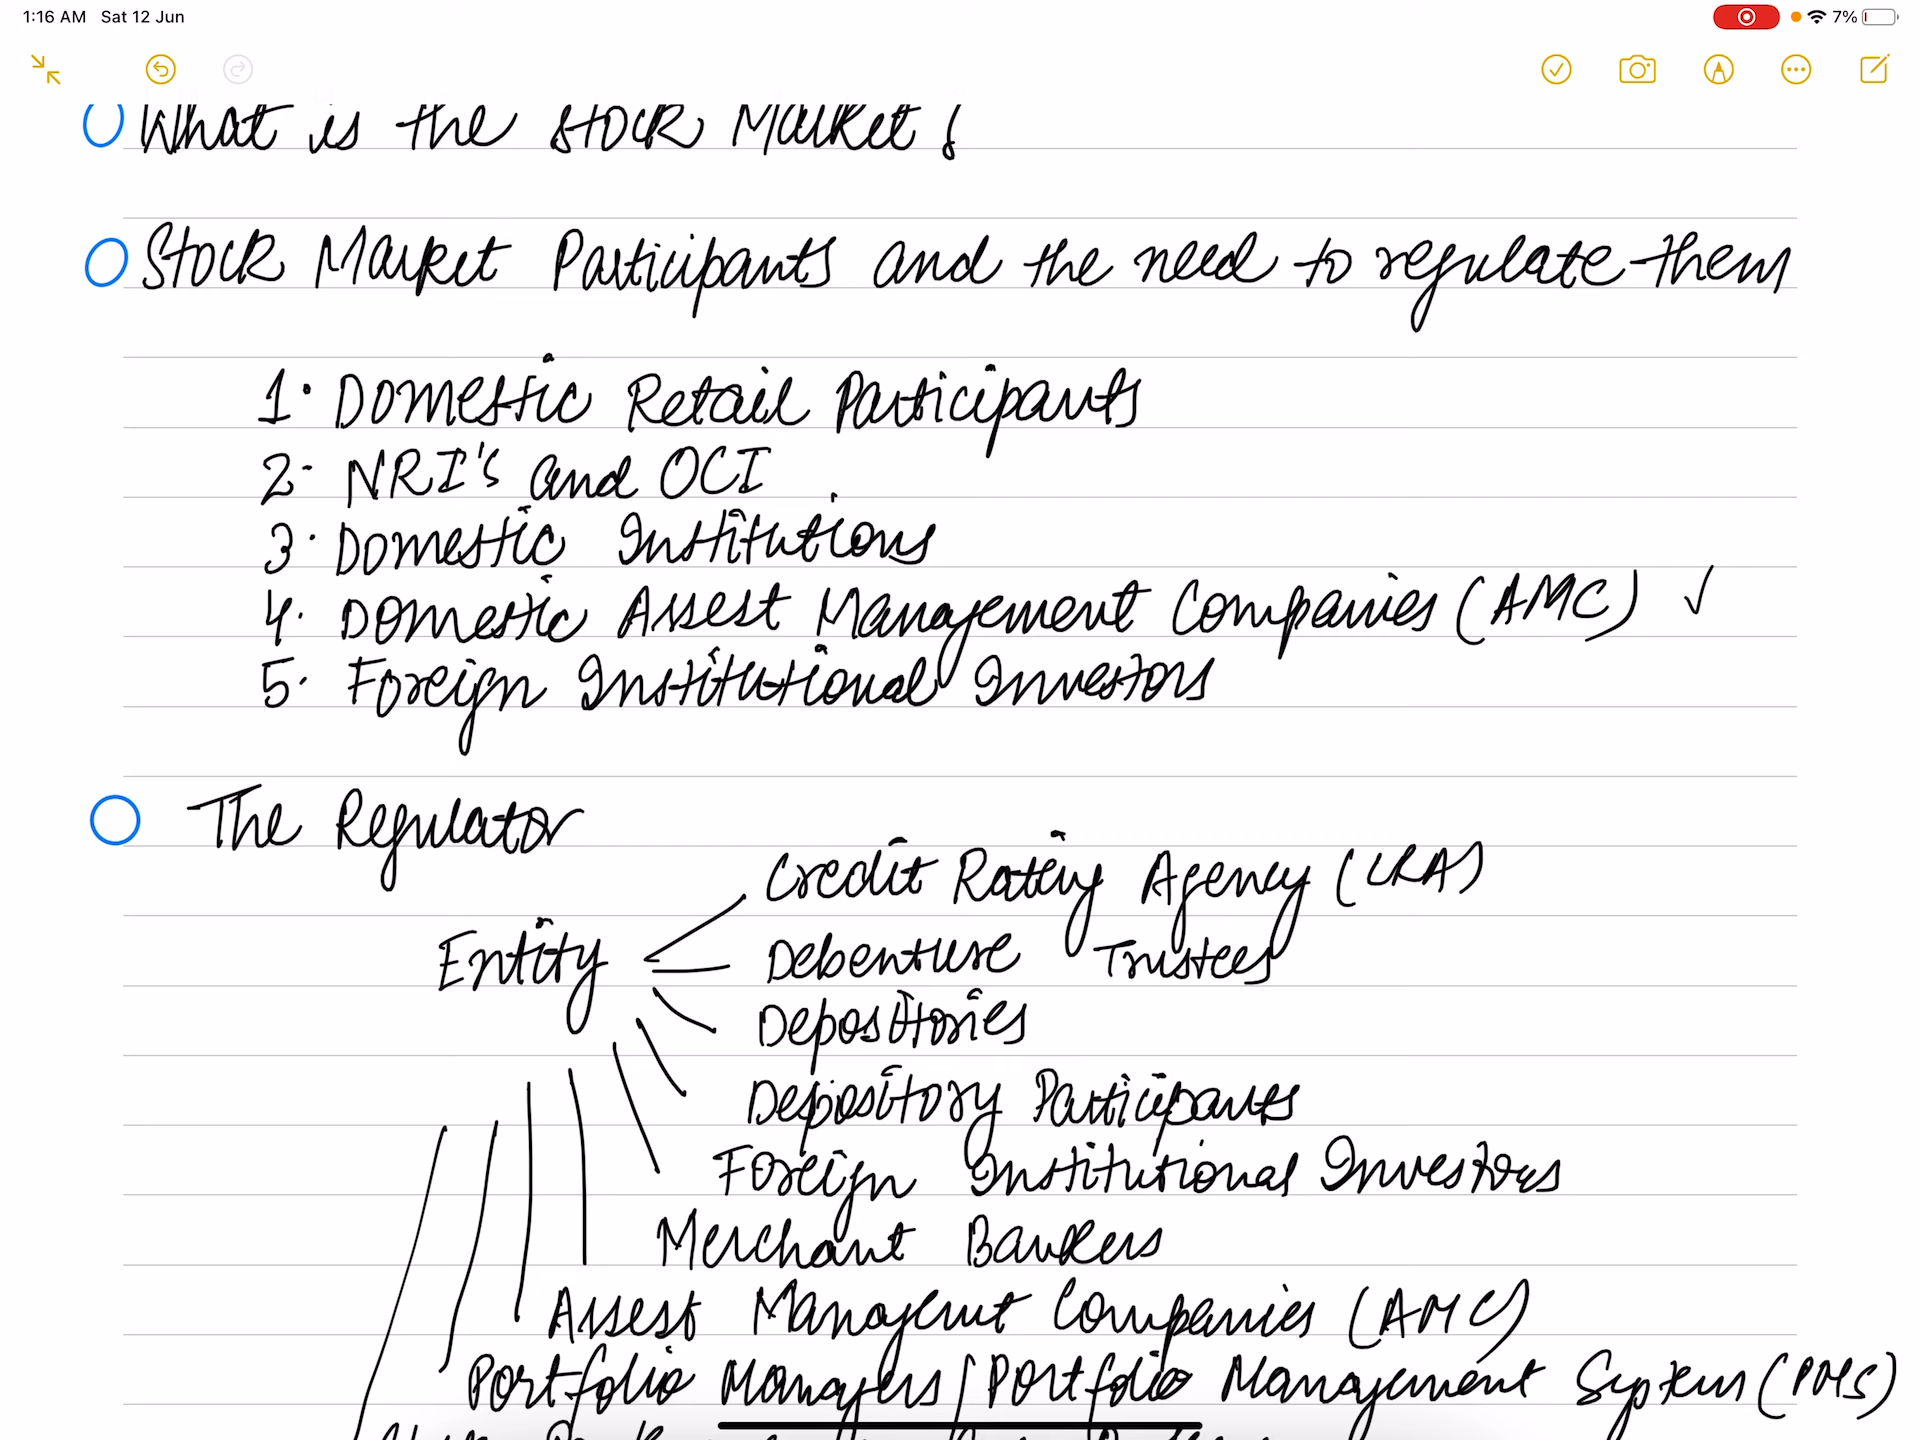 1:16 AM Sat 12 Jun
7%
What is the stock Market ?
Stock Market Participants and the need to regulate them
1. Domestic Retail Participants
2. NRI's and OCI
3. Domestic Institutions
4. Domestic Assest Management Companies (AMC) ✓
5. Foreign Institutional Investors
The Regulator
Credit Rating Agency (CRA)
Entity
Debenture Trustees
Depositories
Depository Participants
Foreign Institutional Investors
Merchant Bankers
Assest Managemut Companies (AMC)
Portfolio Managers/Portfolio Management System (PMS)